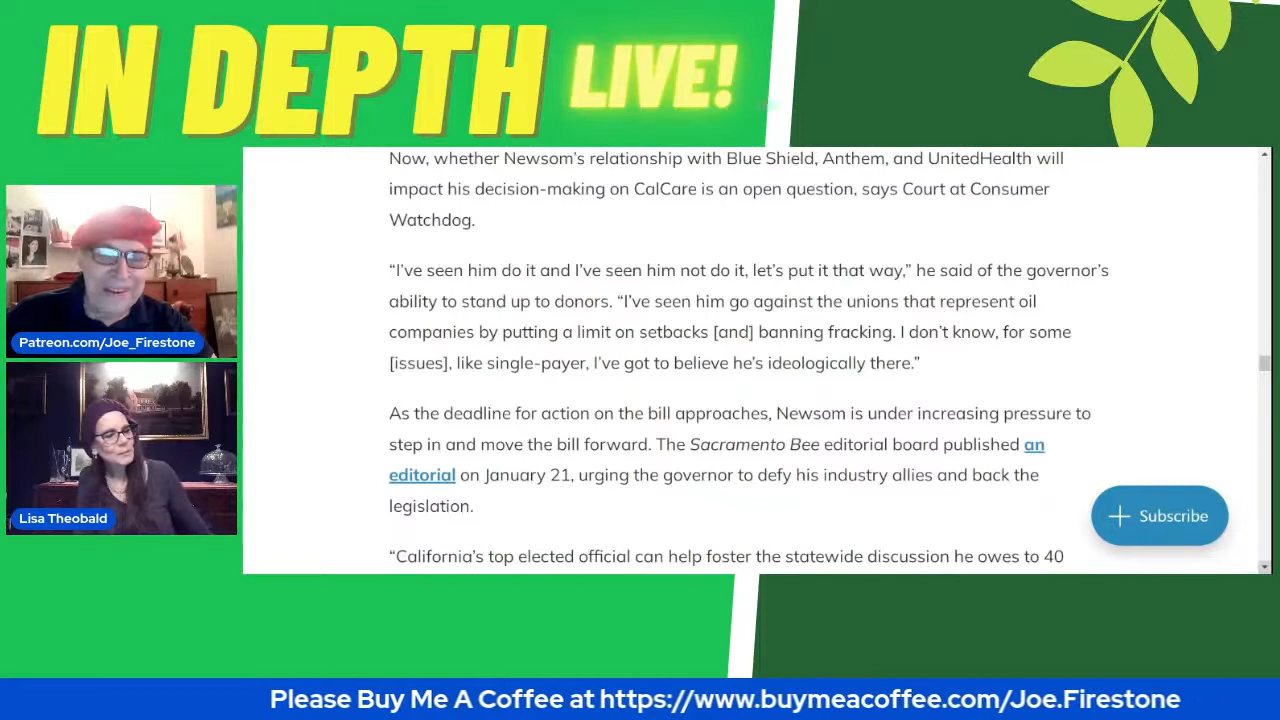 IN DEPTH LIVE!
Now, whether Newsom’s relationship with Blue Shield, Anthem, and UnitedHealth will
impact his decision-making on CalCare is an open question, says Court at Consumer
Watchdog.
“I’ve seen him do it and I’ve seen him not do it, let’s put it that way,” he said of the governor’s
ability to stand up to donors. “I’ve seen him go against the unions that represent oil
companies by putting a limit on setbacks [and] banning fracking. I don’t know, for some
[issues], like single-payer, I’ve got to believe he’s ideologically there.”
As the deadline for action on the bill approaches, Newsom is under increasing pressure to
step in and move the bill forward. The Sacramento Bee editorial board published an
editorial on January 21, urging the governor to defy his industry allies and back the
legislation.
“California’s top elected official can help foster the statewide discussion he owes to 40
Subscribe
Patreon.com/Joe_Firestone
Lisa Theobald
Please Buy Me A Coffee at https://www.buymeacoffee.com/Joe.Firestone